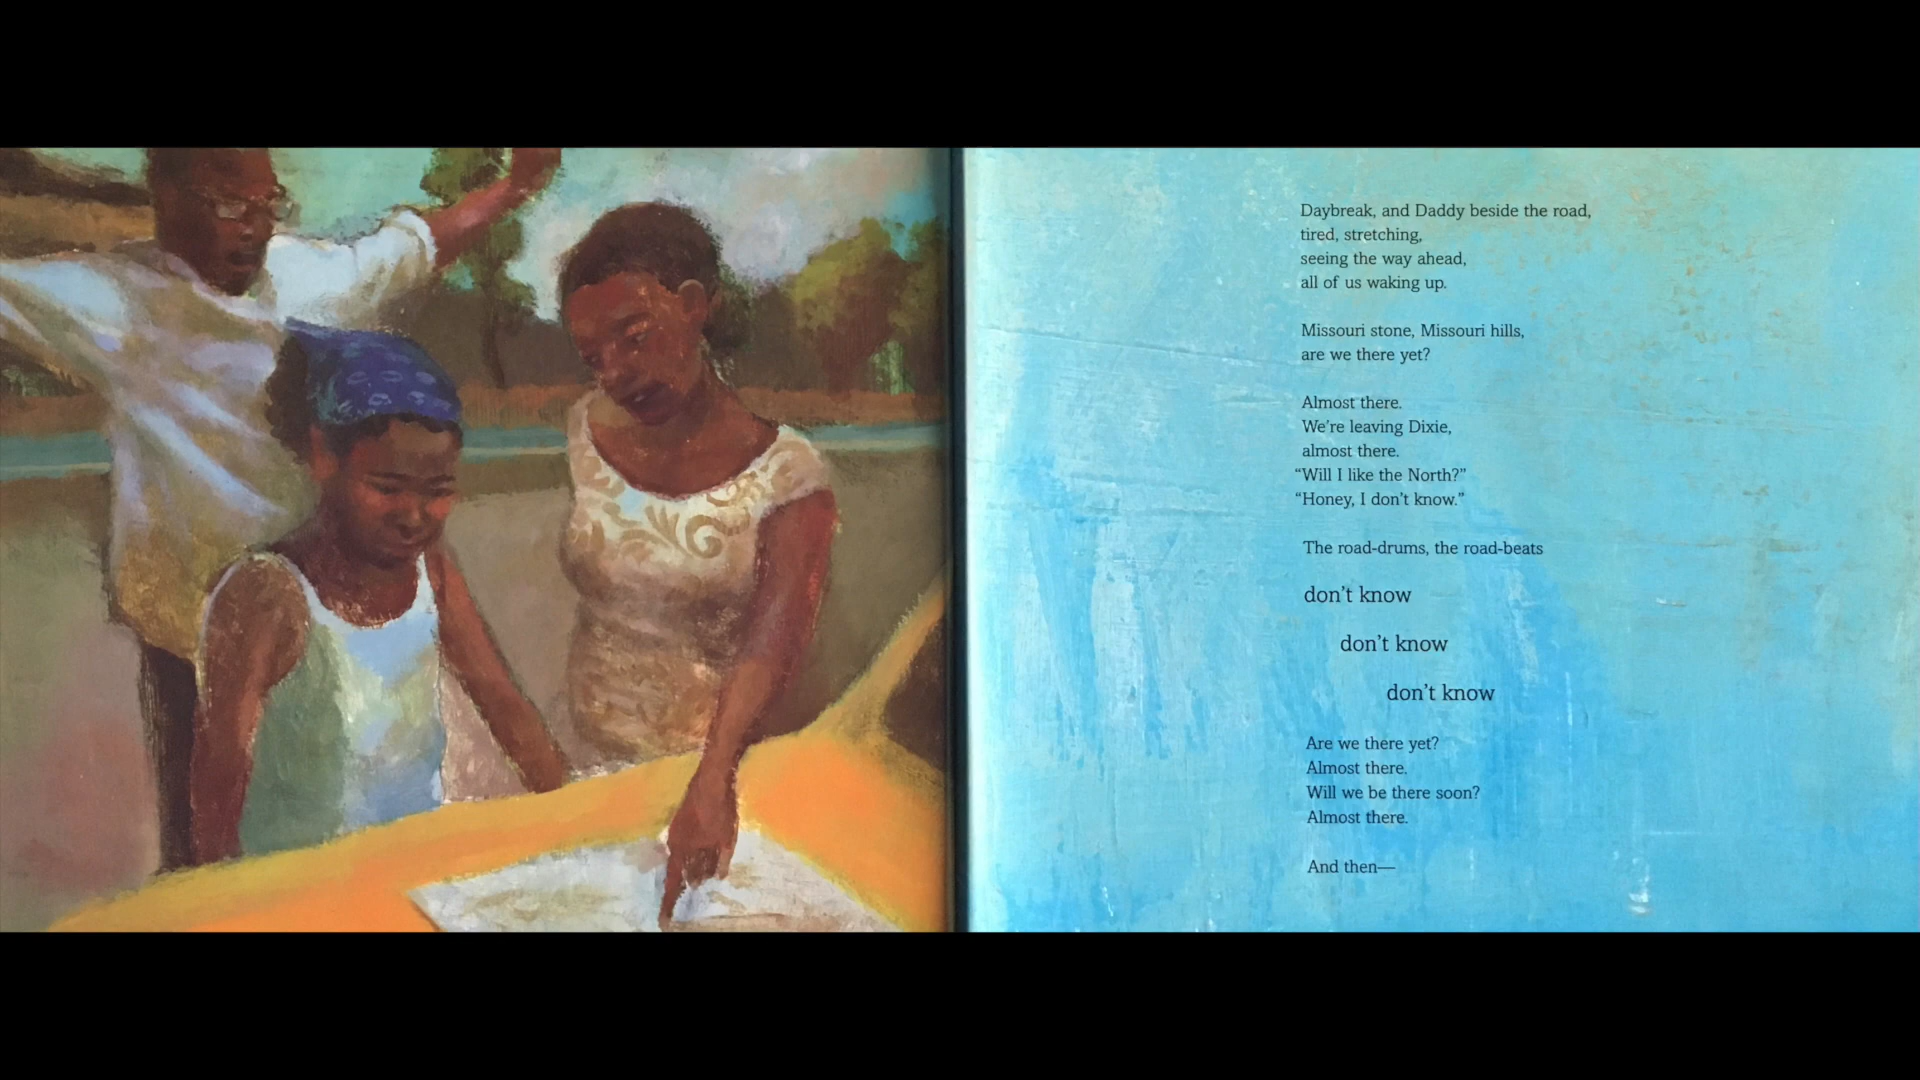 Daybreak, and Daddy beside the road,
tired, stretching,
seeing the way ahead,
all of us waking up.
Missouri stone, Missouri hills,
are we there yet?
Almost there.
We're leaving Dixie,
almost there.
“Will I like the North?”
“Honey, I don't know.”
The road-drums, the road-beats
don't know
don't know
don't know
Are we there yet?
Almost there.
Will we be there soon?
Almost there.
And then—